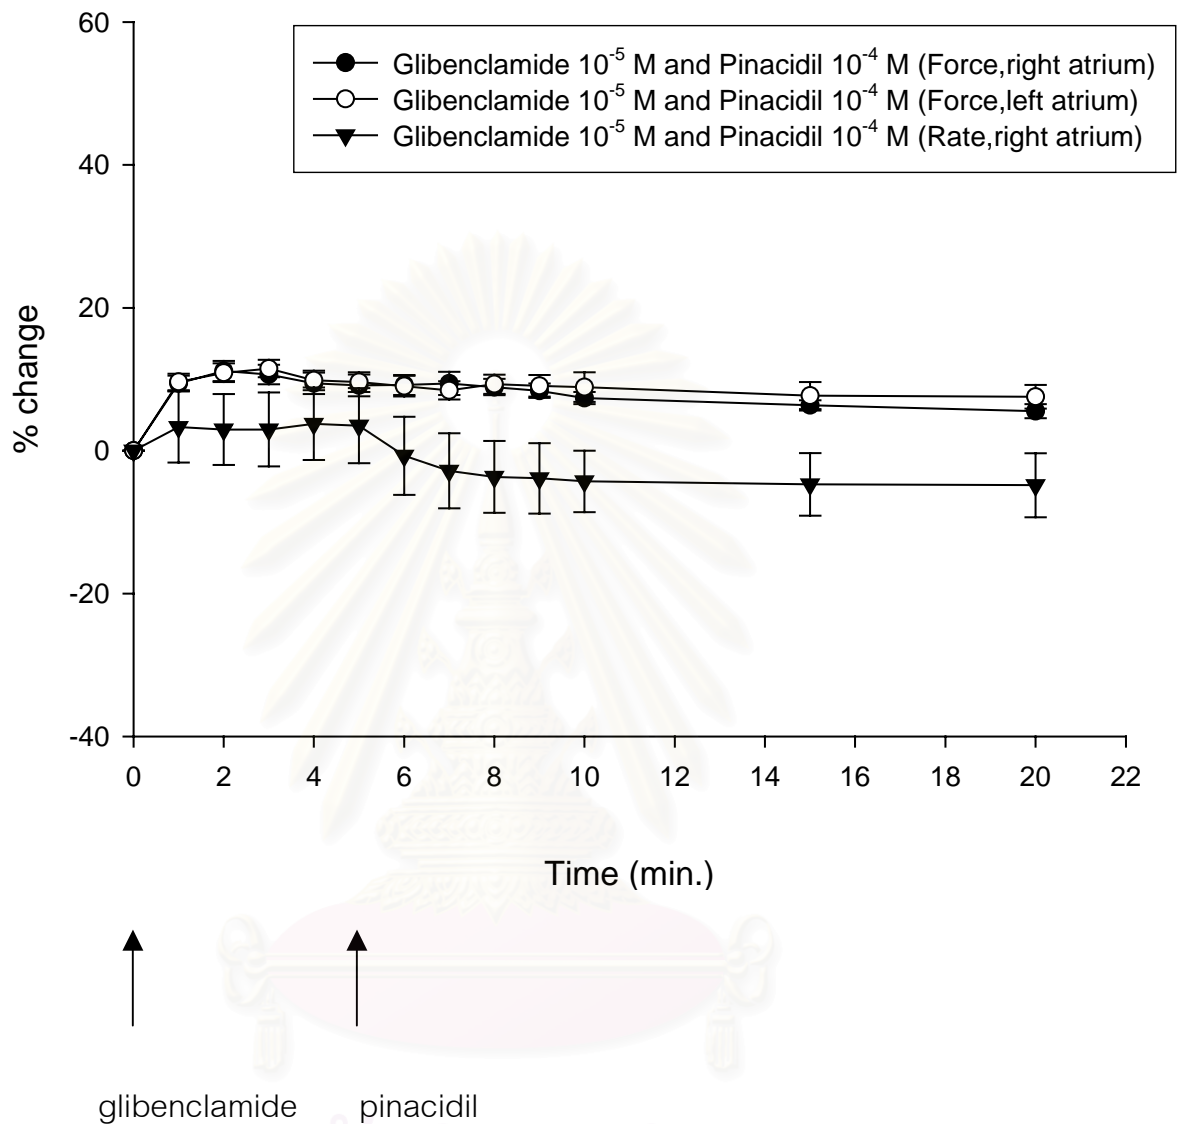 60
Glibenclamide 10⁻⁵ M and Pinacidil 10⁻⁴ M (Force,right atrium)
Glibenclamide 10⁻⁵ M and Pinacidil 10⁻⁴ M (Force,left atrium)
Glibenclamide 10⁻⁵ M and Pinacidil 10⁻⁴ M (Rate,right atrium)
40
20
% change
0
-20
-40
0 2 4 6 8 10 12 14 16 18 20 22
Time (min.)
glibenclamide pinacidil